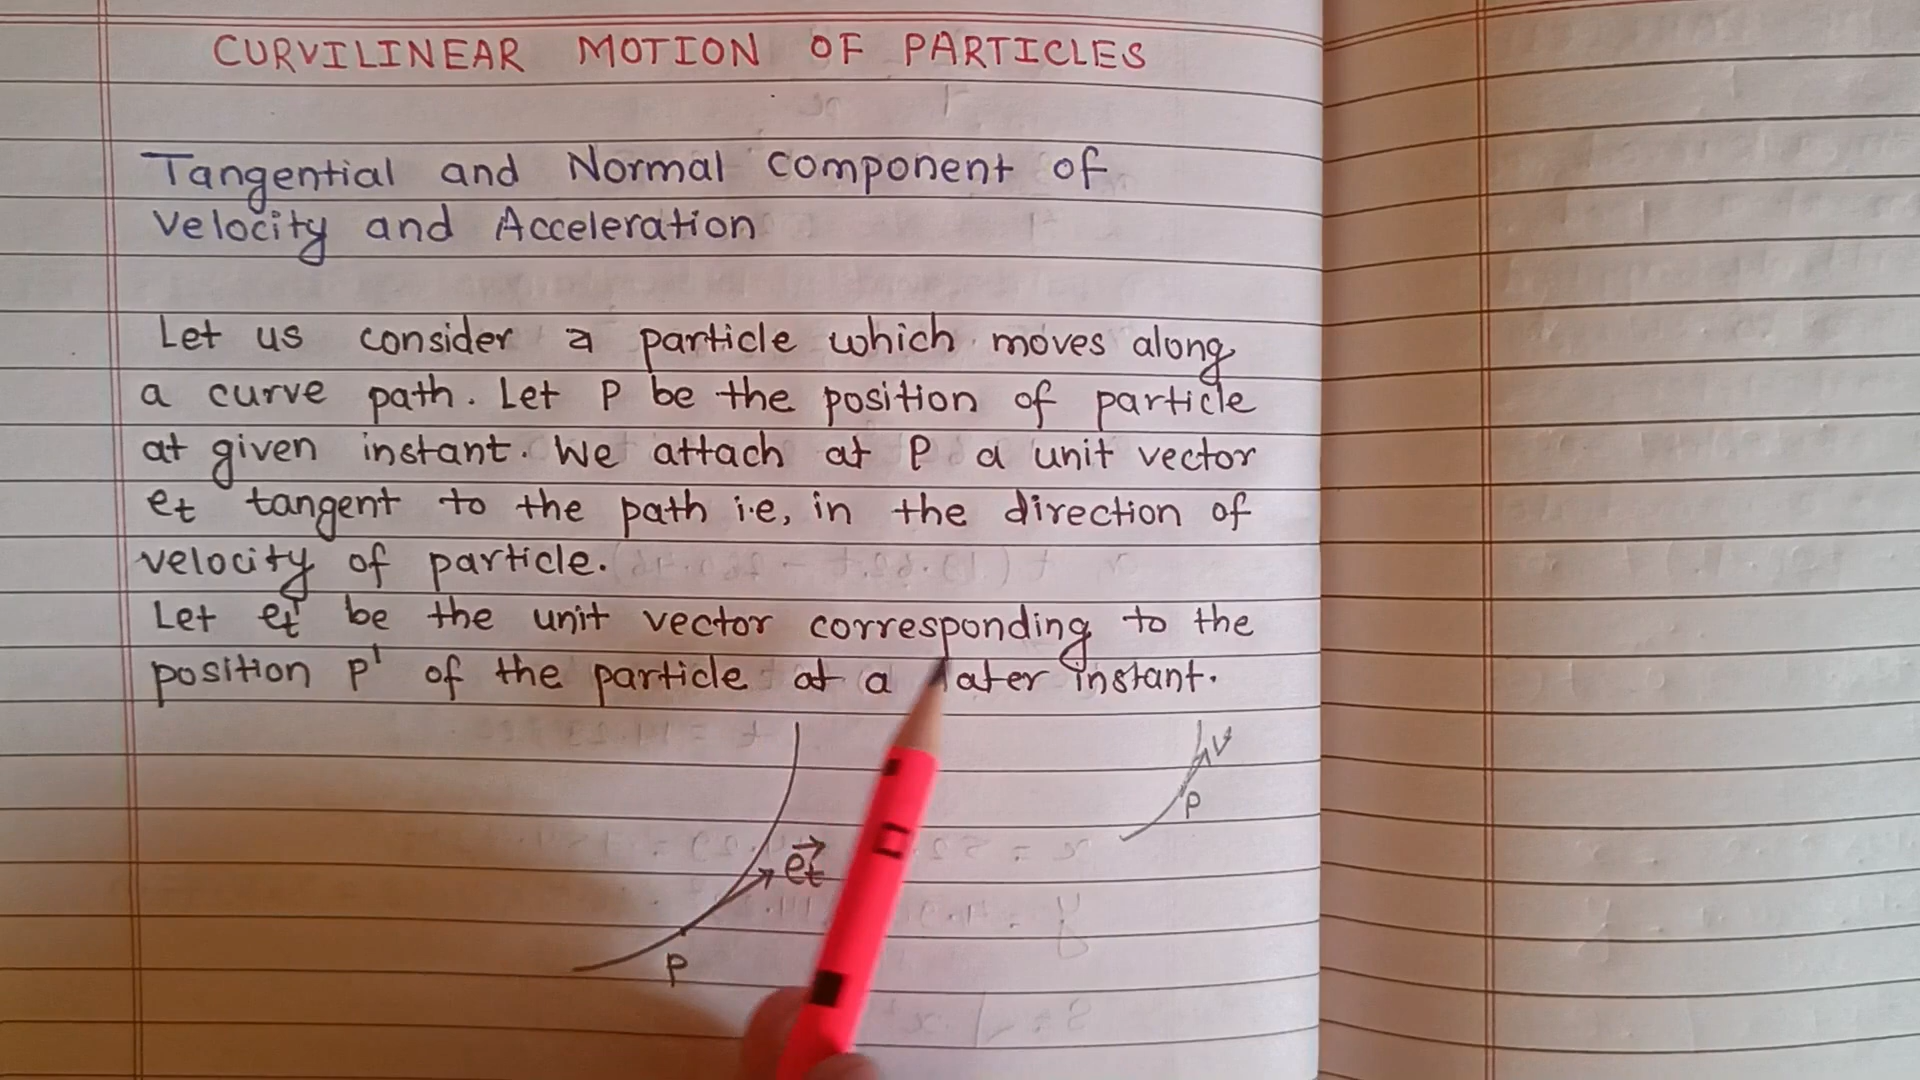 CURVILINEAR MOTION OF PARTICLES
Tangential and Normal component of
velocity and Acceleration
Let us consider a particle which moves along
a curve path. Let P be the position of particle
at given instant. We attach at P a unit vector
et tangent to the path i.e, in the direction of
velocity of particle.
Let et' be the unit vector corresponding to the
position P' of the particle at a later instant.
V
P
et
P